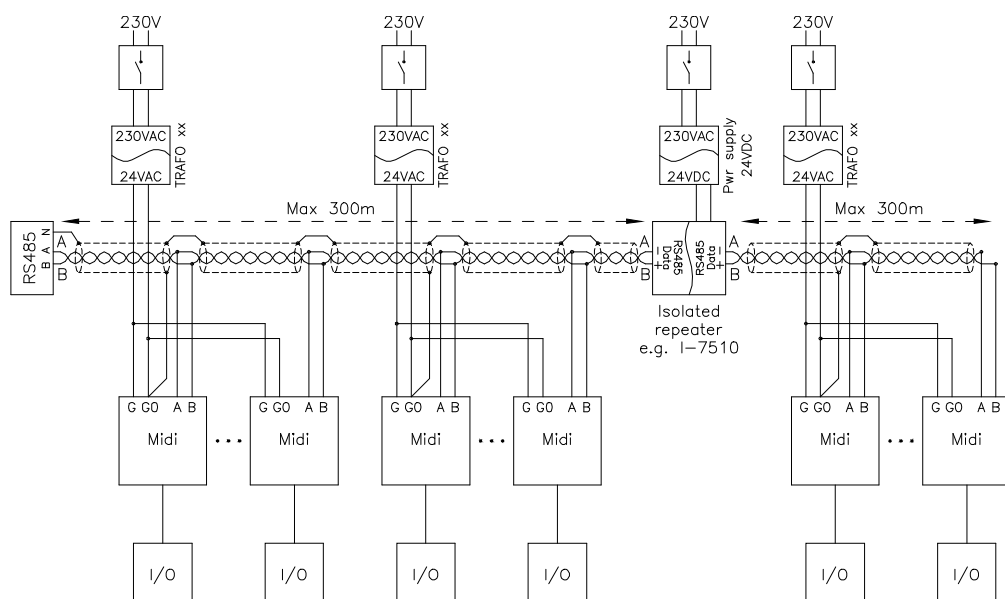 230V 230V 230V 230V
230VAC 230VAC 230VAC 230VAC
24VAC 24VAC 24VDC 24VAC
TRAFO xx
TRAFO xx
Pwr supply
24VDC
TRAFO xx
Max 300m Max 300m
RS485
N
A
B
A
B
A
B
Data
RS485
RS485
Data
− +
− +
A
B
Isolated
repeater
e.g. I-7510
G G0 A B G G0 A B G G0 A B G G0 A B G G0 A B G G0 A B
Midi ... Midi Midi ... Midi Midi ... Midi
I/O I/O I/O I/O I/O I/O